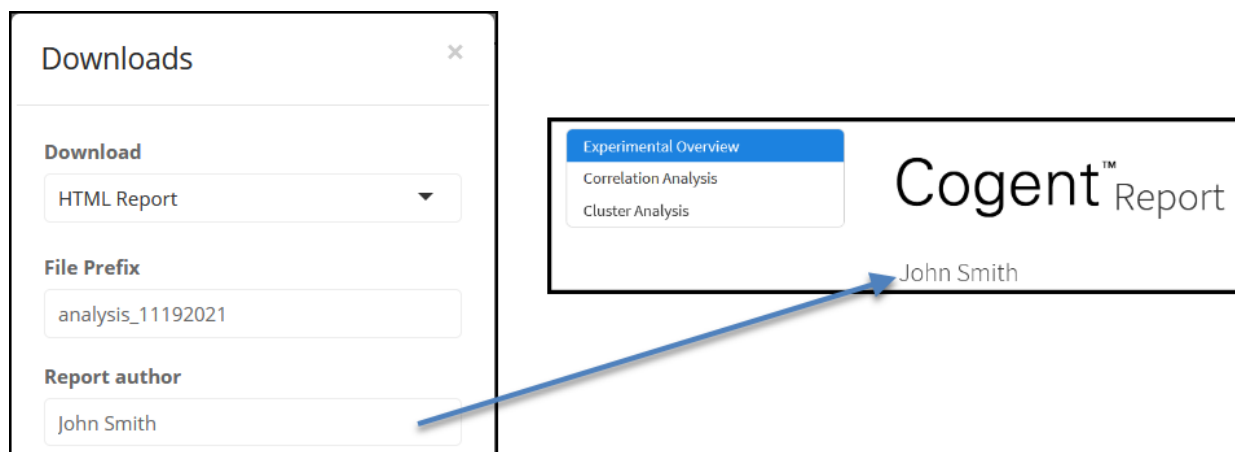 Downloads
×
Download
HTML Report
File Prefix
analysis_11192021
Report author
John Smith
Experimental Overview
Correlation Analysis
Cluster Analysis
Cogent™ Report
John Smith